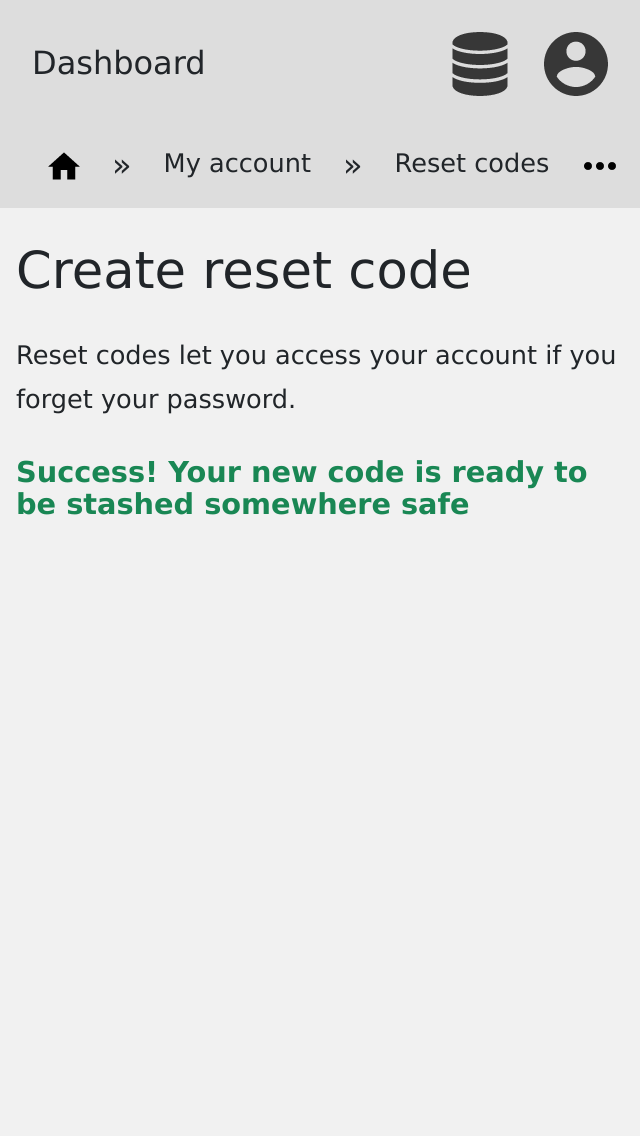 Dashboard
» My account » Reset codes •••
Create reset code
Reset codes let you access your account if you
forget your password.
Success! Your new code is ready to
be stashed somewhere safe